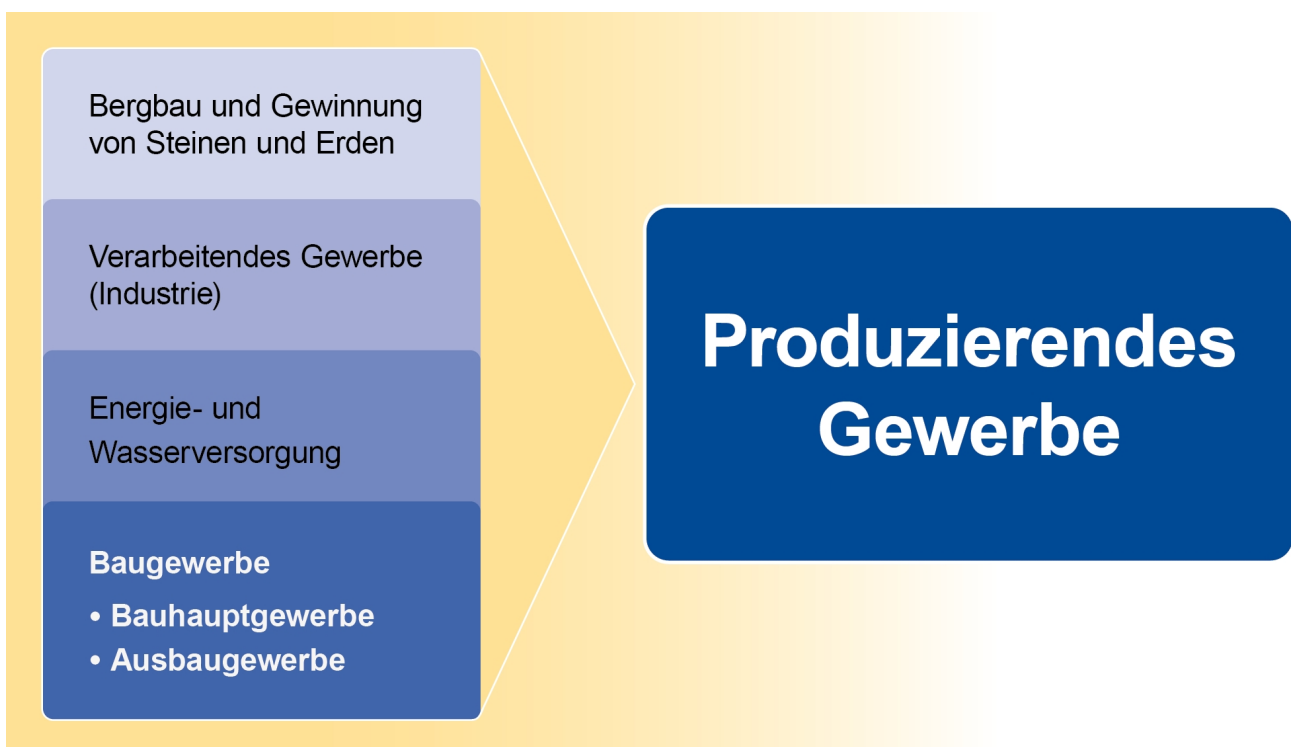 Bergbau und Gewinnung
von Steinen und Erden
Verarbeitendes Gewerbe
(Industrie)
Energie- und
Wasserversorgung
Baugewerbe
• Bauhauptgewerbe
• Ausbaugewerbe
Produzierendes
Gewerbe